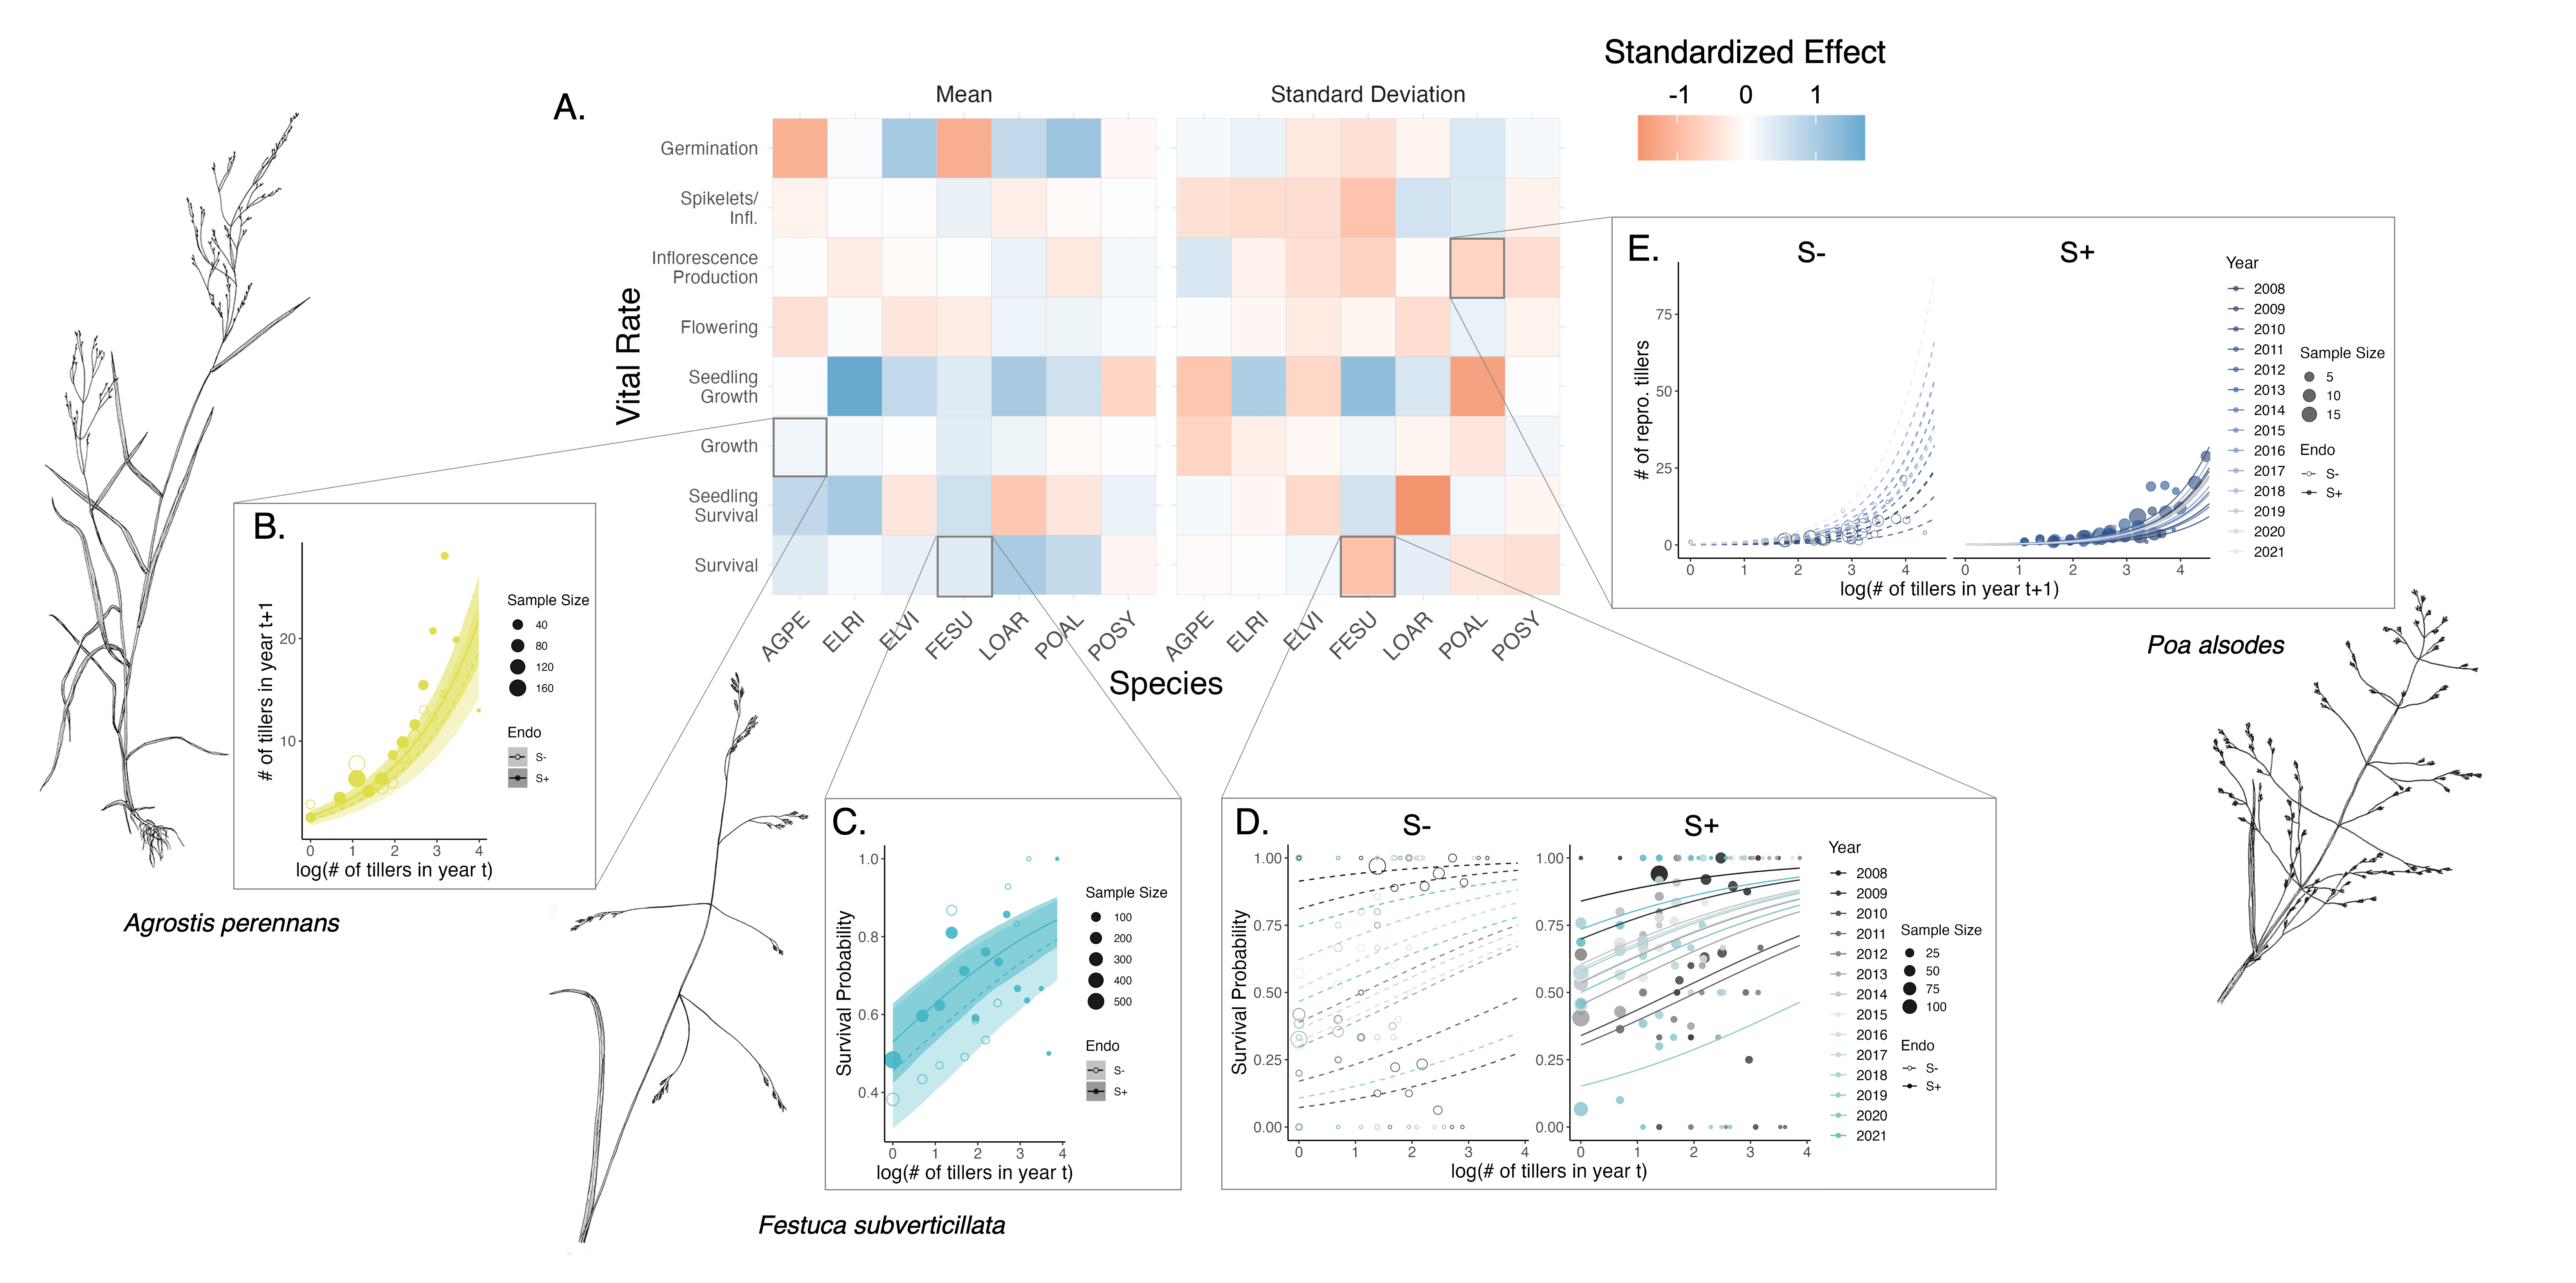 Standardized Effect
-1 0 1
A.
Mean
Standard Deviation
Vital Rate
Germination
Spikelets/
Infl.
Inflorescence
Production
Flowering
Seedling
Growth
Growth
Seedling
Survival
Survival
AGPE ELRI ELVI FESU LOAR POAL POSY
AGPE ELRI ELVI FESU LOAR POAL POSY
Species
B.
# of tillers in year t+1
20
10
0 1 2 3 4
log(# of tillers in year t)
Sample Size
40
80
120
160
Endo
S-
S+
Agrostis perennans
C.
Survival Probability
1.0
0.8
0.6
0.4
0 1 2 3 4
log(# of tillers in year t)
Sample Size
100
200
300
400
500
Endo
S-
S+
Festuca subverticillata
D.
S-
S+
Survival Probability
1.00
0.75
0.50
0.25
0.00
0 1 2 3 4
1.00
0.75
0.50
0.25
0.00
0 1 2 3 4
log(# of tillers in year t)
Year
2008
2009
2010
2011
2012
2013
2014
2015
2016
2017
2018
2019
2020
2021
Sample Size
25
50
75
100
Endo
S-
S+
E.
S-
S+
# of repro. tillers
75
50
25
0
0 1 2 3 4
0 1 2 3 4
log(# of tillers in year t+1)
Year
2008
2009
2010
2011
2012
2013
2014
2015
2016
2017
2018
2019
2020
2021
Sample Size
5
10
15
Endo
S-
S+
Poa alsodes